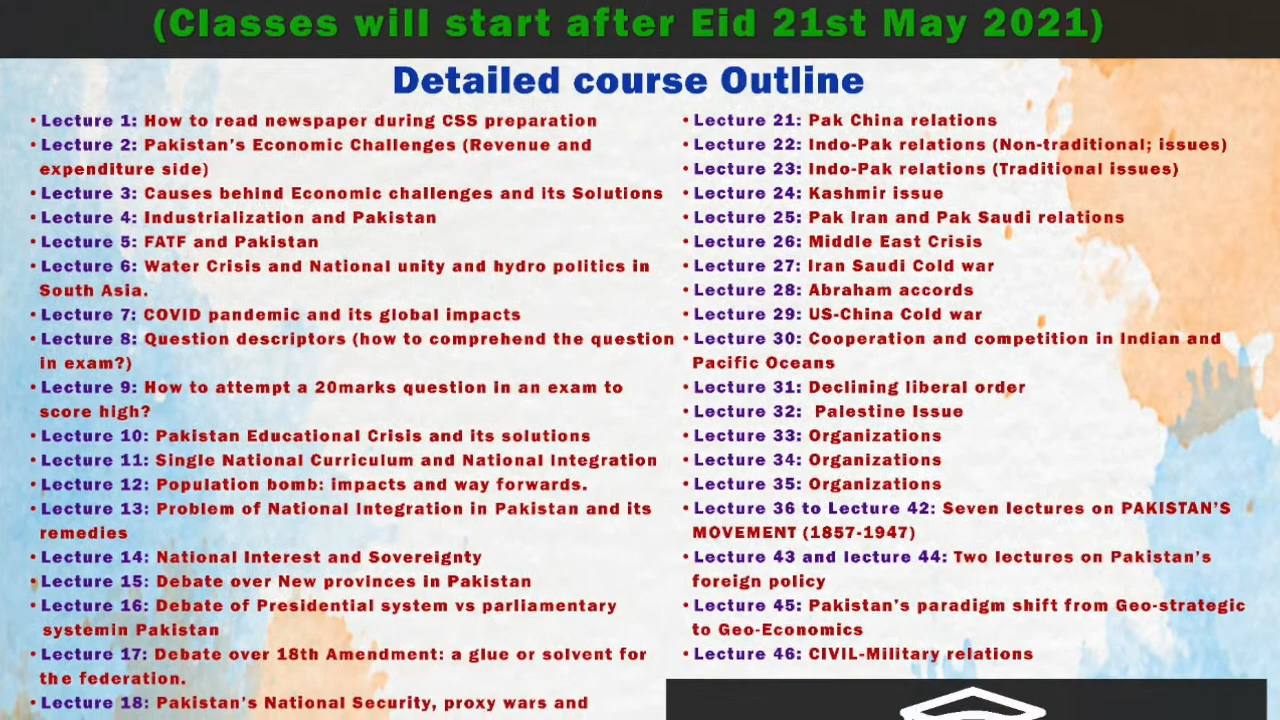 (Classes will start after Eid 21st May 2021)
Detailed course Outline
• Lecture 1: How to read newspaper during CSS preparation
• Lecture 2: Pakistan's Economic Challenges (Revenue and
expenditure side)
• Lecture 3: Causes behind Economic challenges and its Solutions
• Lecture 4: Industrialization and Pakistan
• Lecture 5: FATF and Pakistan
• Lecture 6: Water Crisis and National unity and hydro politics in
South Asia.
• Lecture 7: COVID pandemic and its global impacts
• Lecture 8: Question descriptors (how to comprehend the question
in exam?)
• Lecture 9: How to attempt a 20marks question in an exam to
score high?
• Lecture 10: Pakistan Educational Crisis and its solutions
• Lecture 11: Single National Curriculum and National Integration
• Lecture 12: Population bomb: impacts and way forwards.
• Lecture 13: Problem of National Integration in Pakistan and its
remedies
• Lecture 14: National Interest and Sovereignty
• Lecture 15: Debate over New provinces in Pakistan
• Lecture 16: Debate of Presidential system vs parliamentary
systemin Pakistan
• Lecture 17: Debate over 18th Amendment: a glue or solvent for
the federation.
• Lecture 18: Pakistan's National Security, proxy wars and
• Lecture 21: Pak China relations
• Lecture 22: Indo-Pak relations (Non-traditional; issues)
• Lecture 23: Indo-Pak relations (Traditional issues)
• Lecture 24: Kashmir issue
• Lecture 25: Pak Iran and Pak Saudi relations
• Lecture 26: Middle East Crisis
• Lecture 27: Iran Saudi Cold war
• Lecture 28: Abraham accords
• Lecture 29: US-China Cold war
• Lecture 30: Cooperation and competition in Indian and
Pacific Oceans
• Lecture 31: Declining liberal order
• Lecture 32: Palestine Issue
• Lecture 33: Organizations
• Lecture 34: Organizations
• Lecture 35: Organizations
• Lecture 36 to Lecture 42: Seven lectures on PAKISTAN'S
MOVEMENT (1857-1947)
• Lecture 43 and lecture 44: Two lectures on Pakistan's
foreign policy
• Lecture 45: Pakistan's paradigm shift from Geo-strategic
to Geo-Economics
• Lecture 46: CIVIL-Military relations